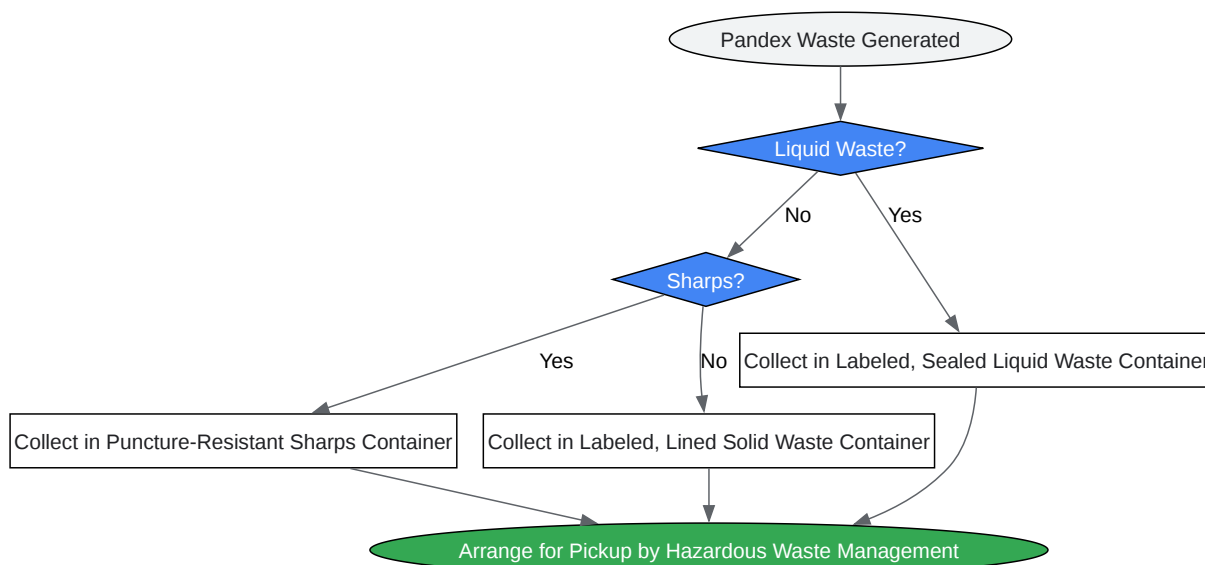 Pandex Waste Generated
Liquid Waste?
No
Yes
Sharps?
Yes
No
Collect in Labeled, Sealed Liquid Waste Container
Collect in Puncture-Resistant Sharps Container
Collect in Labeled, Lined Solid Waste Container
Arrange for Pickup by Hazardous Waste Management